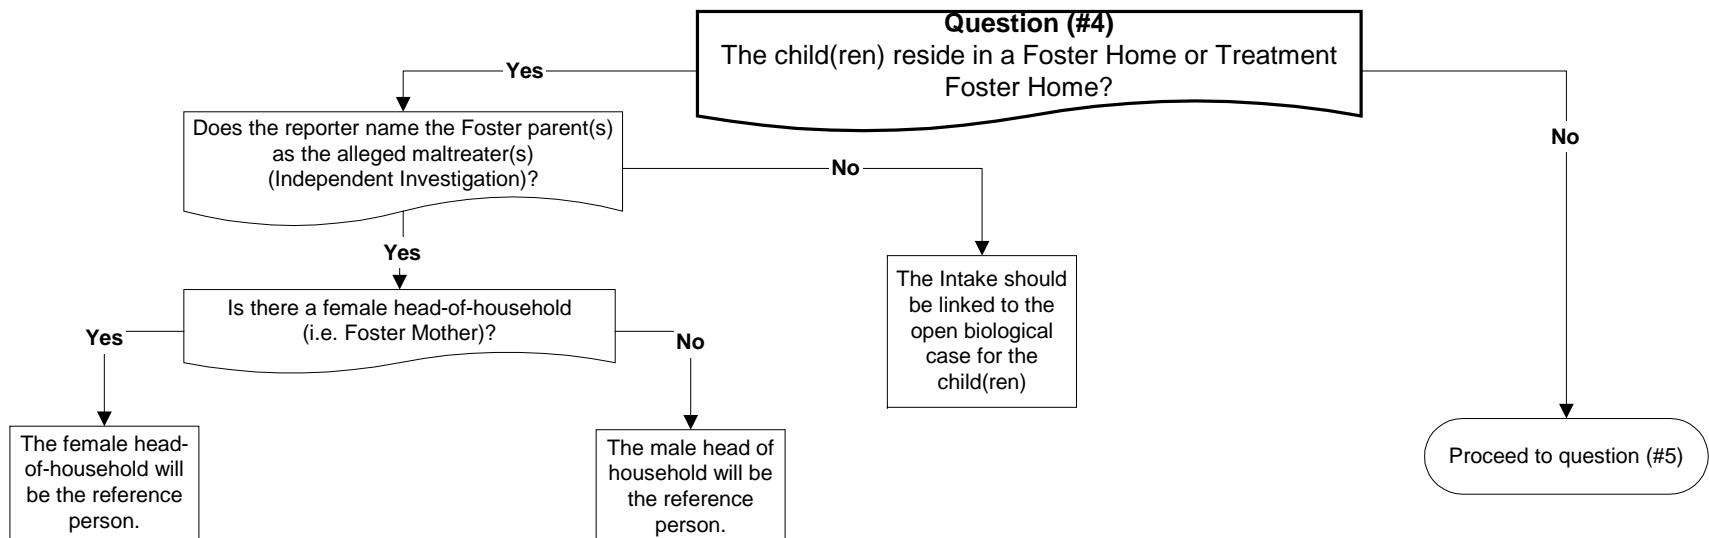 Question (#4)
The child(ren) reside in a Foster Home or Treatment
Foster Home?
Yes
No
Does the reporter name the Foster parent(s)
as the alleged maltreater(s)
(Independent Investigation)?
No
Yes
Is there a female head-of-household
(i.e. Foster Mother)?
Yes
No
The Intake should
be linked to the
open biological
case for the
child(ren)
The female head-
of-household will
be the reference
person.
The male head of
household will be
the reference
person.
Proceed to question (#5)